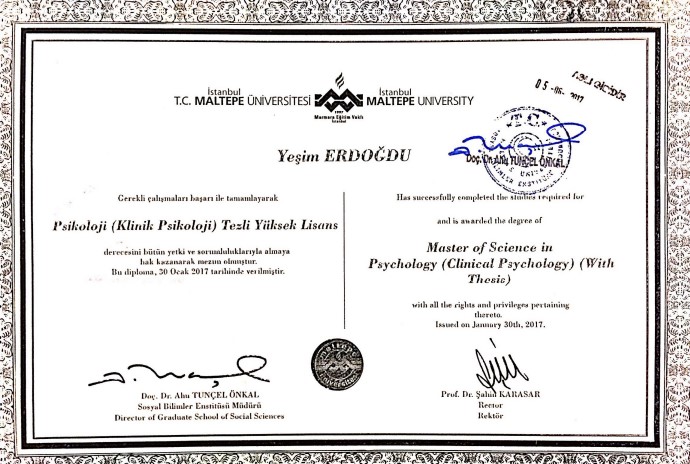 İstanbul
T.C. MALTEPE ÜNİVERSİTESİ
İstanbul
MALTEPE UNIVERSITY
1997
Marmara Eğitim Vakfı
İstanbul
05 -06- 2017
Yeşim ERDOĞDU
T.C.
Doç. Dr. Ahu TUNÇEL ÖNKAL
Gerekli çalışmaları başarı ile tamamlayarak
Psikoloji (Klinik Psikoloji) Tezli Yüksek Lisans
derecesini bütün yetki ve sorumluluklarıyla almaya
hak kazanarak mezun olmuştur.
Bu diploma, 30 Ocak 2017 tarihinde verilmiştir.
Has successfully completed the studies required for
and is awarded the degree of
Master of Science in
Psychology (Clinical Psychology) (With
Thesis)
with all the rights and privileges pertaining
thereto.
Issued on January 30th, 2017.
Doç. Dr. Ahu TUNÇEL ÖNKAL
Sosyal Bilimler Enstitüsü Müdürü
Director of Graduate School of Social Sciences
Prof. Dr. Şahin KARASAR
Rector
Rektör